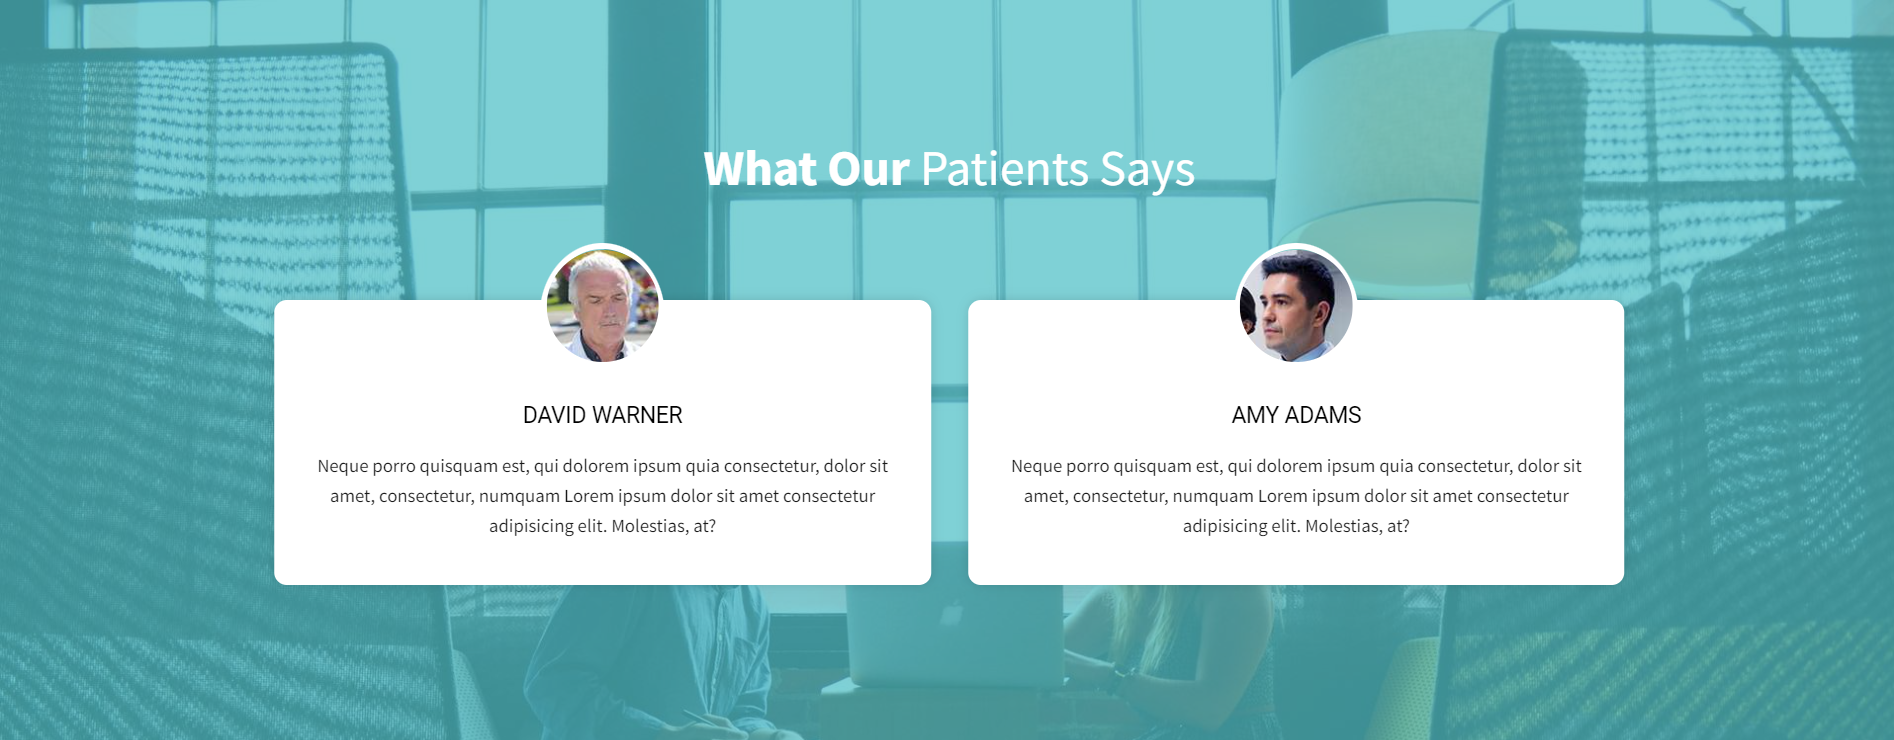 What Our Patients Says
DAVID WARNER
Neque porro quisquam est, qui dolorem ipsum quia consectetur, dolor sit
amet, consectetur, numquam Lorem ipsum dolor sit amet consectetur
adipisicing elit. Molestias, at?
AMY ADAMS
Neque porro quisquam est, qui dolorem ipsum quia consectetur, dolor sit
amet, consectetur, numquam Lorem ipsum dolor sit amet consectetur
adipisicing elit. Molestias, at?